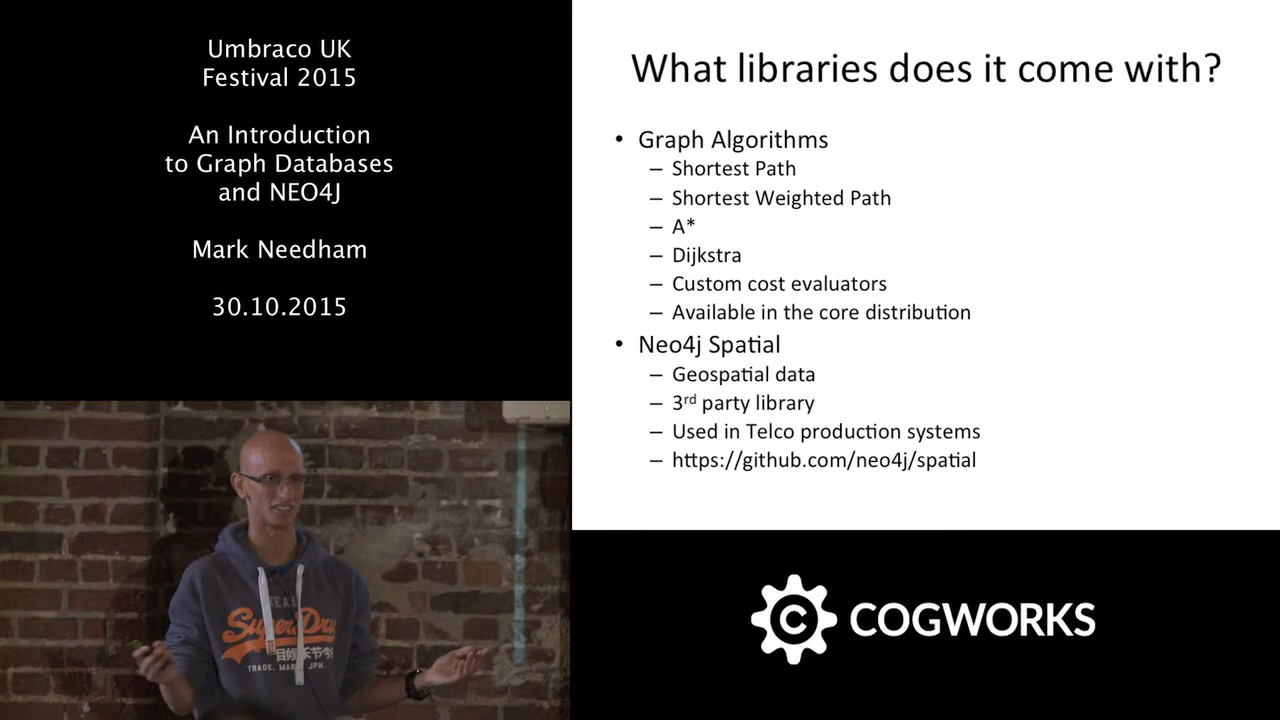 Umbraco UK
Festival 2015
An Introduction
to Graph Databases
and NEO4J
Mark Needham
30.10.2015
What libraries does it come with?
• Graph Algorithms
– Shortest Path
– Shortest Weighted Path
– A*
– Dijkstra
– Custom cost evaluators
– Available in the core distribution
• Neo4j Spatial
– Geospatial data
– 3rd party library
– Used in Telco production systems
– https://github.com/neo4j/spatial
REAL
SuperDry
TRADE. MARK JPN.
C COGWORKS